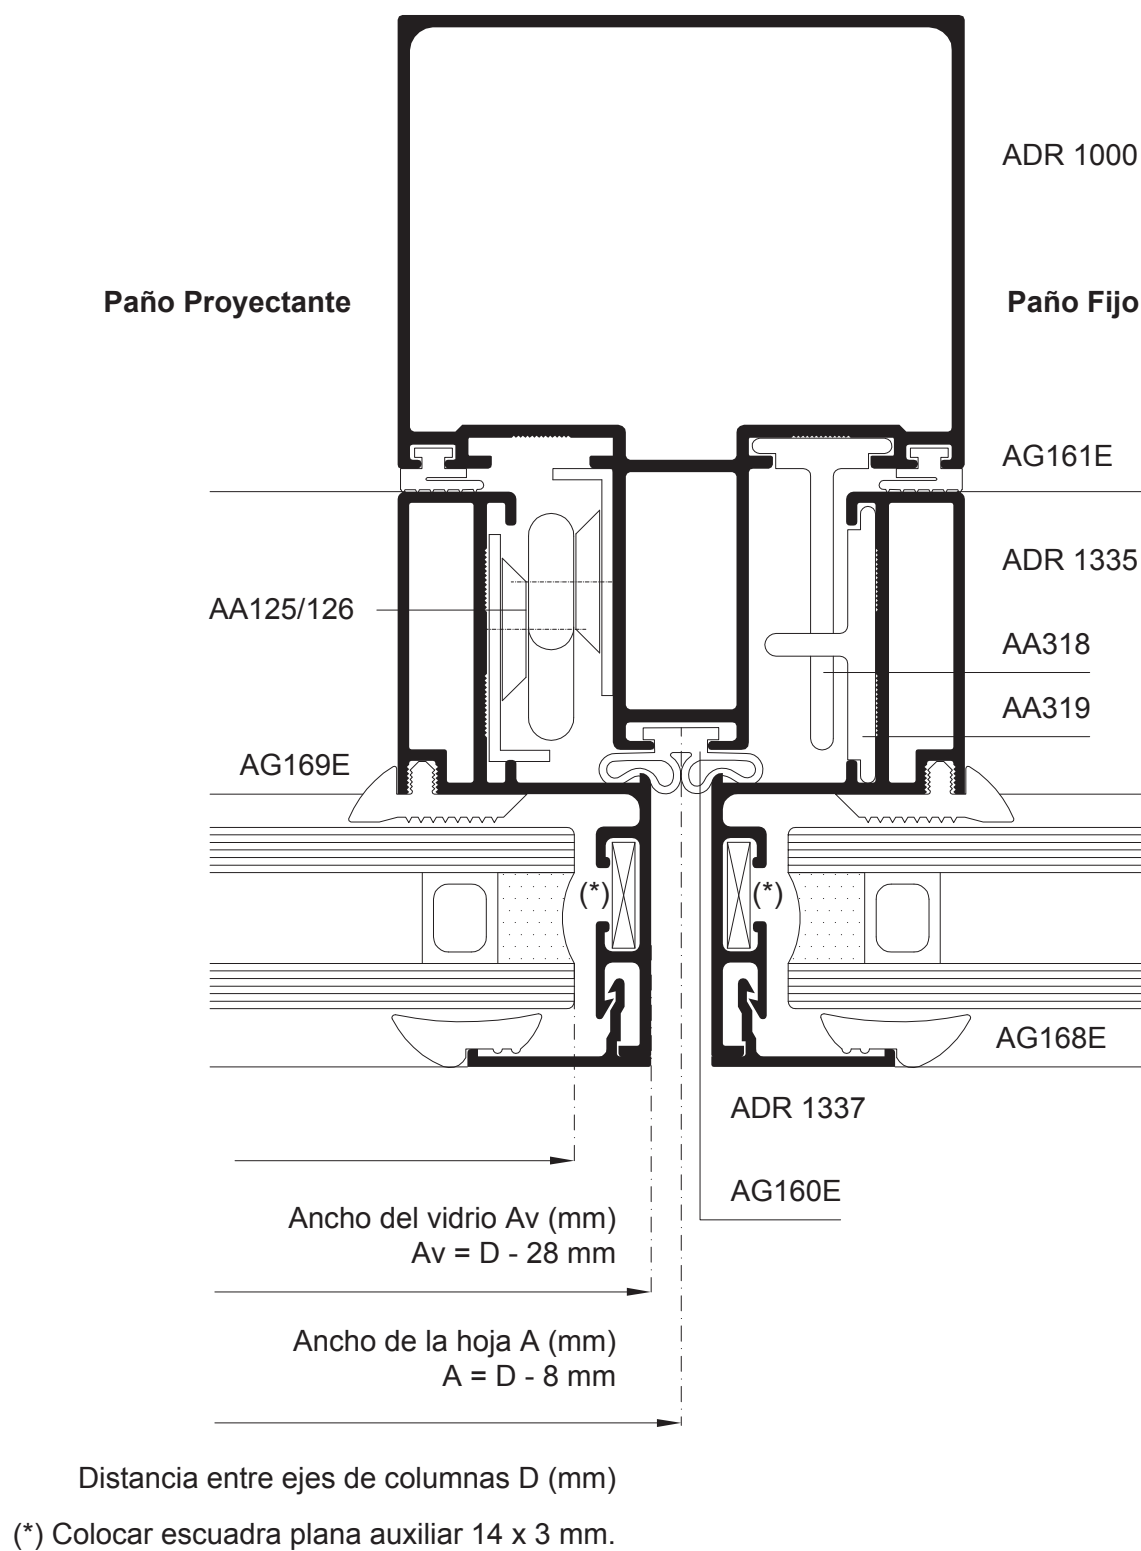 ADR 1000
Paño Proyectante
Paño Fijo
AG161E
ADR 1335
AA125/126
AA318
AA319
AG169E
(*)
(*)
AG168E
ADR 1337
AG160E
Ancho del vidrio Av (mm)
Av = D - 28 mm
Ancho de la hoja A (mm)
A = D - 8 mm
Distancia entre ejes de columnas D (mm)
(*) Colocar escuadra plana auxiliar 14 x 3 mm.